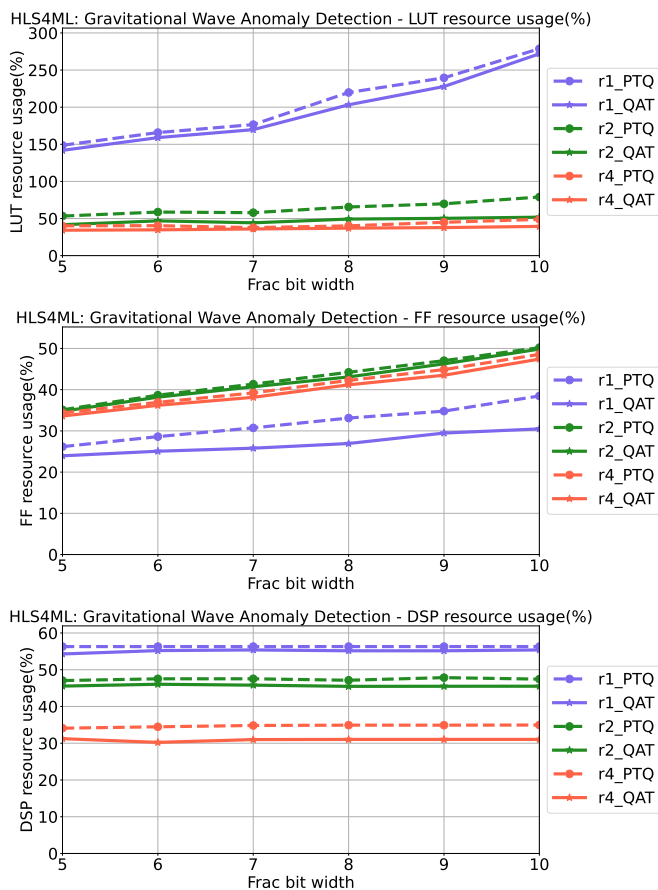 HLS4ML: Gravitational Wave Anomaly Detection - LUT resource usage(%)
LUT resource usage(%)
300
250
200
150
100
50
0
5 6 7 8 9 10
Frac bit width
r1_PTQ
r1_QAT
r2_PTQ
r2_QAT
r4_PTQ
r4_QAT
HLS4ML: Gravitational Wave Anomaly Detection - FF resource usage(%)
FF resource usage(%)
50
40
30
20
10
0
5 6 7 8 9 10
Frac bit width
r1_PTQ
r1_QAT
r2_PTQ
r2_QAT
r4_PTQ
r4_QAT
HLS4ML: Gravitational Wave Anomaly Detection - DSP resource usage(%)
DSP resource usage(%)
60
50
40
30
20
10
0
5 6 7 8 9 10
Frac bit width
r1_PTQ
r1_QAT
r2_PTQ
r2_QAT
r4_PTQ
r4_QAT